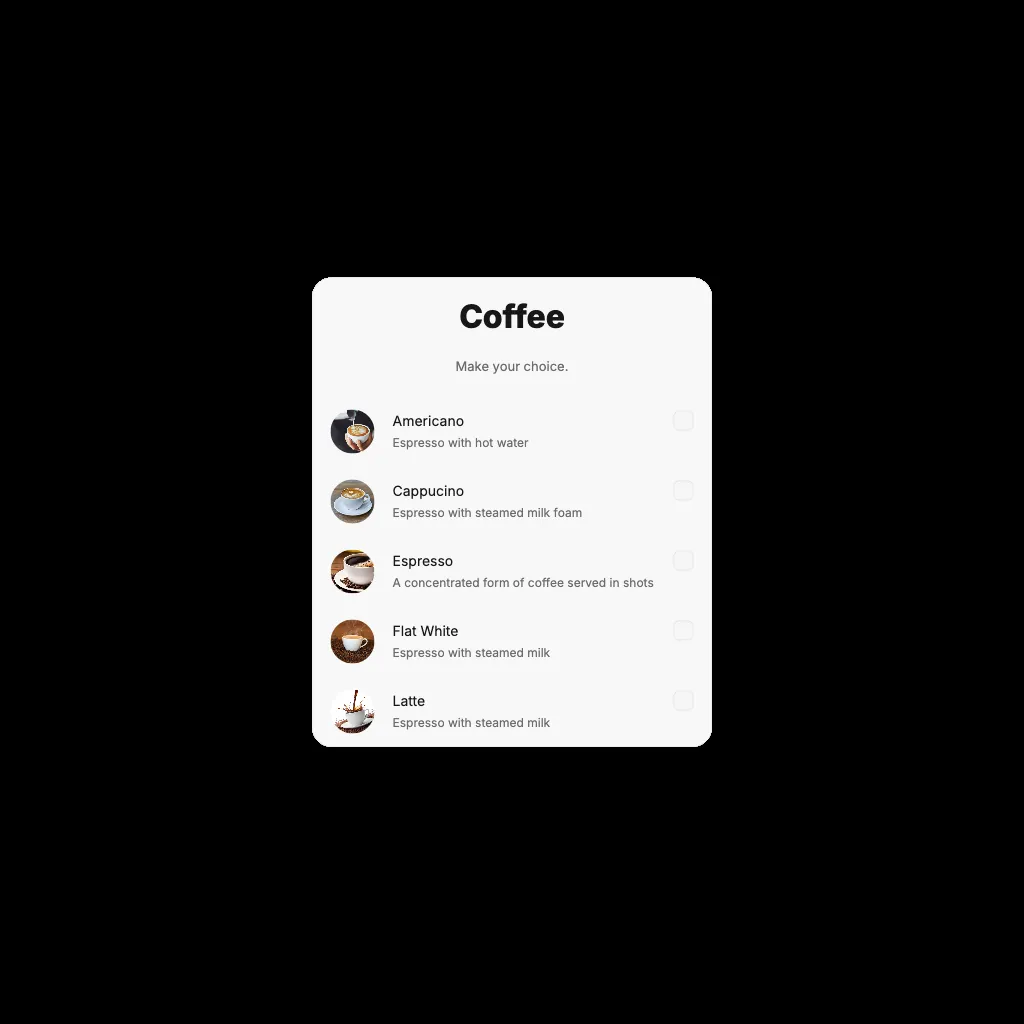 Coffee
Make your choice.
Americano
Espresso with hot water
Cappucino
Espresso with steamed milk foam
Espresso
A concentrated form of coffee served in shots
Flat White
Espresso with steamed milk
Latte
Espresso with steamed milk